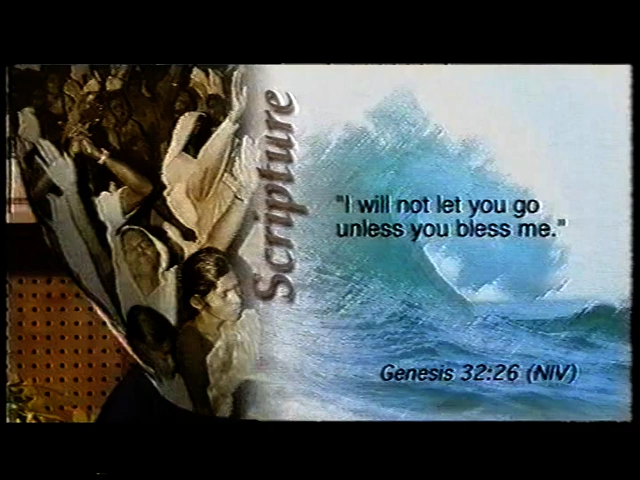 Scripture
"I will not let you go
unless you bless me."
Genesis 32:26 (NIV)